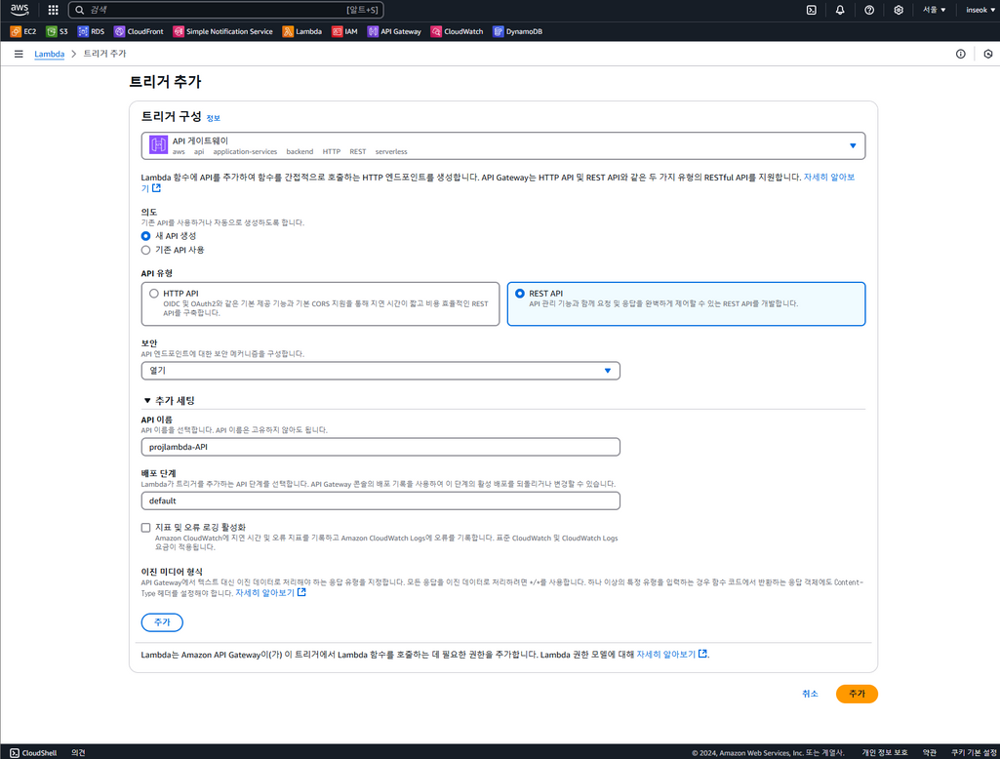 aws 검색 [알트+S] 서울 ▼ inseok ▼
EC2 S3 RDS CloudFront Simple Notification Service Lambda IAM API Gateway CloudWatch DynamoDB
Lambda > 트리거 추가
트리거 추가
트리거 구성 정보
API 게이트웨이
aws api application-services backend HTTP REST serverless
Lambda 함수에 API를 추가하여 함수를 간접적으로 호출하는 HTTP 엔드포인트를 생성합니다. API Gateway는 HTTP API 및 REST API와 같은 두 가지 유형의 RESTful API를 지원합니다. 자세히 알아보
기
의도
기존 API를 사용하거나 자동으로 생성하도록 합니다.
새 API 생성
기존 API 사용
API 유형
HTTP API
OIDC 및 OAuth2와 같은 기본 제공 기능과 기본 CORS 지원을 통해 지연 시간이 짧고 비용 효율적인 REST
API를 구축합니다.
REST API
API 관리 기능과 함께 요청 및 응답을 완벽하게 제어할 수 있는 REST API를 개발합니다.
보안
API 엔드포인트에 대한 보안 메커니즘을 구성합니다.
열기
▼ 추가 세팅
API 이름
API 이름을 선택합니다. API 이름은 고유하지 않아도 됩니다.
projlambda-API
배포 단계
Lambda가 트리거를 추가하는 API 단계를 선택합니다. API Gateway 콘솔의 배포 기록을 사용하여 이 단계의 활성 배포를 되돌리거나 변경할 수 있습니다.
default
지표 및 오류 로깅 활성화
Amazon CloudWatch에 지연 시간 및 오류 지표를 기록하고 Amazon CloudWatch Logs에 오류를 기록합니다. 표준 CloudWatch 및 CloudWatch Logs
요금이 적용됩니다.
이진 미디어 형식
API Gateway에서 텍스트 대신 이진 데이터로 처리해야 하는 응답 유형을 지정합니다. 모든 응답을 이진 데이터로 처리하려면 */*를 사용합니다. 하나 이상의 특정 유형을 입력하는 경우 함수 코드에서 반환하는 응답 객체에도 Content-
Type 헤더를 설정해야 합니다. 자세히 알아보기
추가
Lambda는 Amazon API Gateway이(가) 이 트리거에서 Lambda 함수를 호출하는 데 필요한 권한을 추가합니다. Lambda 권한 모델에 대해 자세히 알아보기.
취소 추가
CloudShell 의견 © 2024, Amazon Web Services, Inc. 또는 계열사. 개인 정보 보호 약관 쿠키 기본 설정